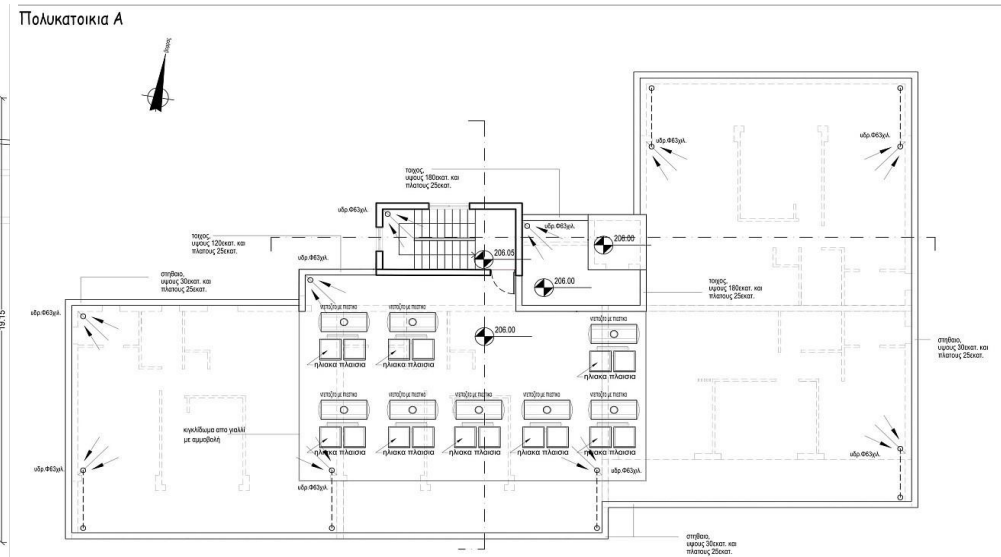 Πολυκατοικια Α
βορρας
υδρ.Φ63χιλ.
υδρ.Φ63χιλ.
τοιχος,
υψους 180εκατ. και
πλατους 25εκατ.
υδρ.Φ63χιλ.
υδρ.Φ63χιλ.
206.00
τοιχος,
υψους 120εκατ. και
πλατους 25εκατ.
206.05
υδρ.Φ63χιλ.
στηθαιο,
υψους 30εκατ. και
πλατους 25εκατ.
206.00
τοιχος,
υψους 180εκατ. και
πλατους 25εκατ.
19.15
υδρ.Φ63χιλ.
206.00
ηλιακα πλαισια
ηλιακα πλαισια
ηλιακα πλαισια
στηθαιο,
υψους 30εκατ. και
πλατους 25εκατ.
κιγκλιδωμα απο γιαλλι
με αμμοβολή
ηλιακα πλαισια
ηλιακα πλαισια
ηλιακα πλαισια
ηλιακα πλαισια
ηλιακα πλαισια
υδρ.Φ63χιλ.
υδρ.Φ63χιλ.
υδρ.Φ63χιλ.
υδρ.Φ63χιλ.
στηθαιο,
υψους 30εκατ. και
πλατους 25εκατ.